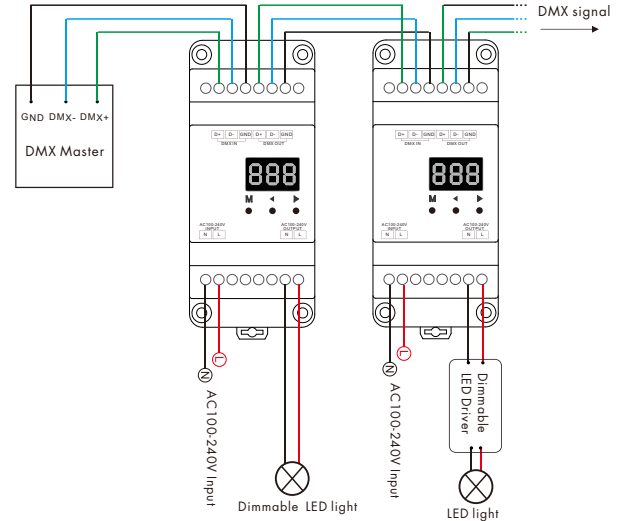 DMX signal
GND DMX- DMX+
DMX Master
D+ D- GND D+ D- GND
DMX IN DMX OUT
888
M ◄ ►
AC100-240V
INPUT
N L
AC100-240V
OUTPUT
N L
D+ D- GND D+ D- GND
DMX IN DMX OUT
888
M ◄ ►
AC100-240V
INPUT
N L
AC100-240V
OUTPUT
N L
L
N
AC100-240V Input
Dimmable LED light
L
N
AC100-240V Input
Dimmable
LED Driver
LED light